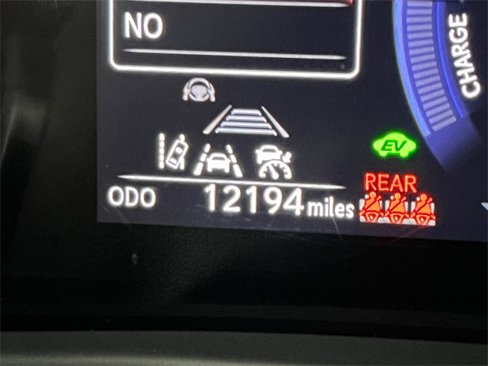 NO
CHARGE
EV
REAR
ODO 12194 miles